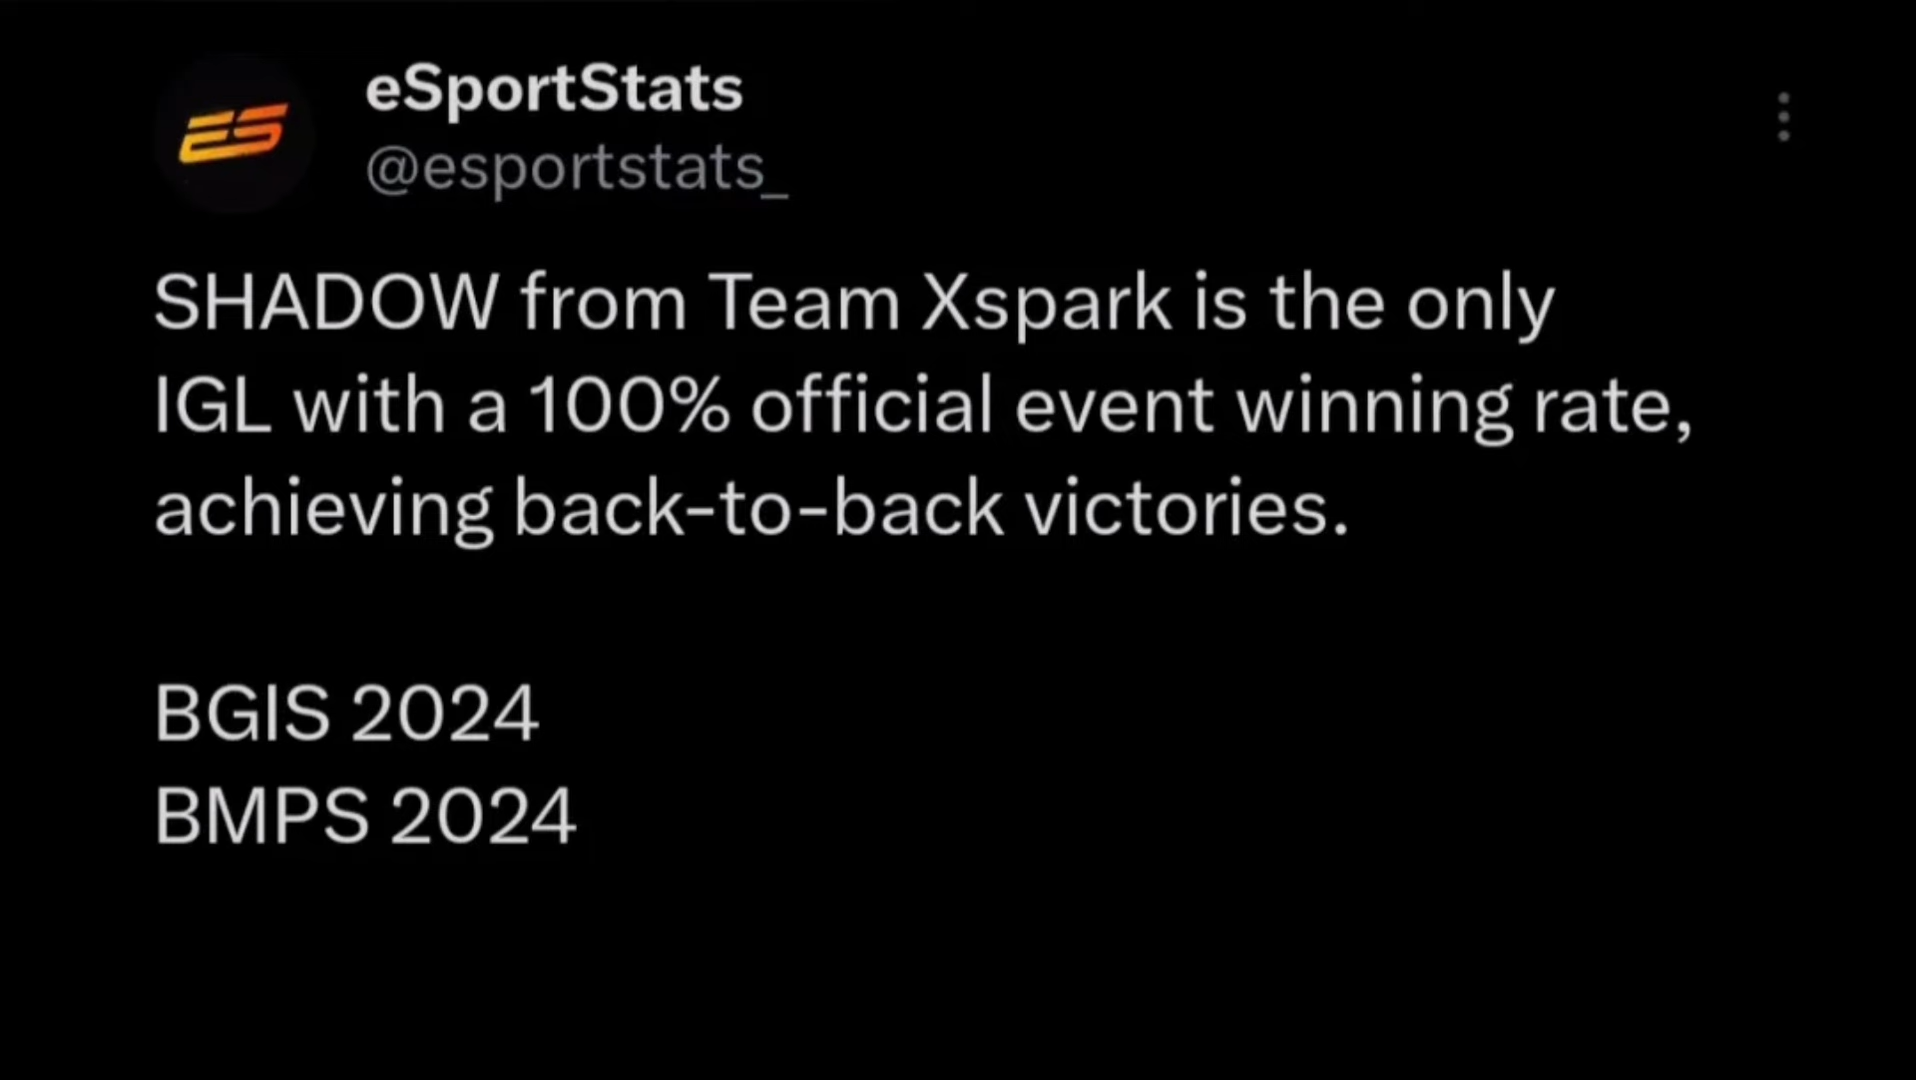 ES
eSportStats
@esportstats_
SHADOW from Team Xspark is the only
IGL with a 100% official event winning rate,
achieving back-to-back victories.
BGIS 2024
BMPS 2024